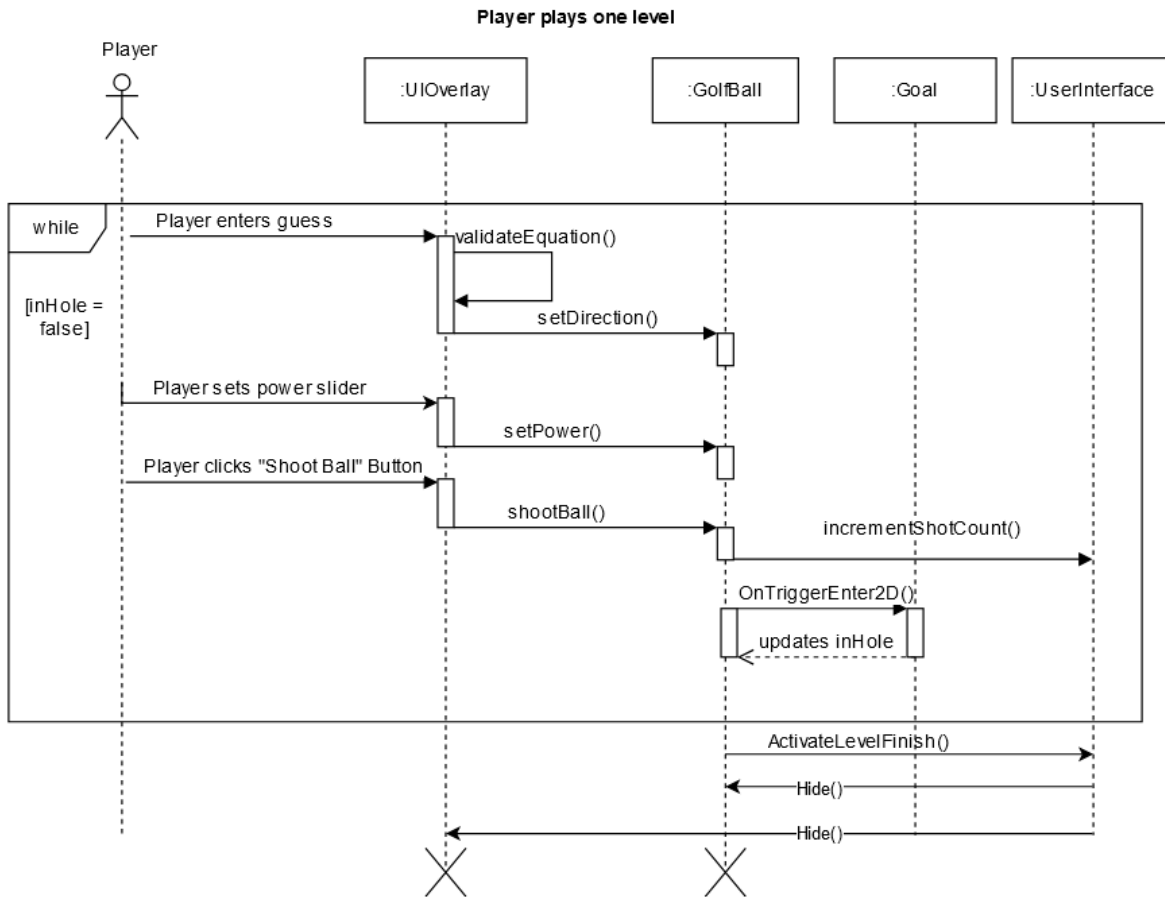 Player plays one level
Player
:UIOverlay
:GolfBall
:Goal
:UserInterface
while
Player enters guess
validateEquation()
[inHole =
false]
setDirection()
Player sets power slider
setPower()
Player clicks "Shoot Ball" Button
shootBall()
incrementShotCount()
OnTriggerEnter2D()
updates inHole
ActivateLevelFinish()
Hide()
Hide()